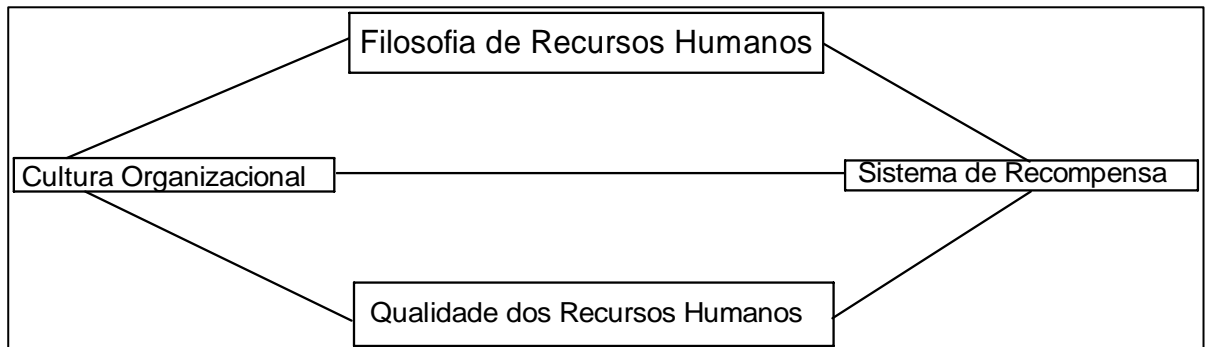 Filosofia de Recursos Humanos
Cultura Organizacional
Sistema de Recompensa
Qualidade dos Recursos Humanos